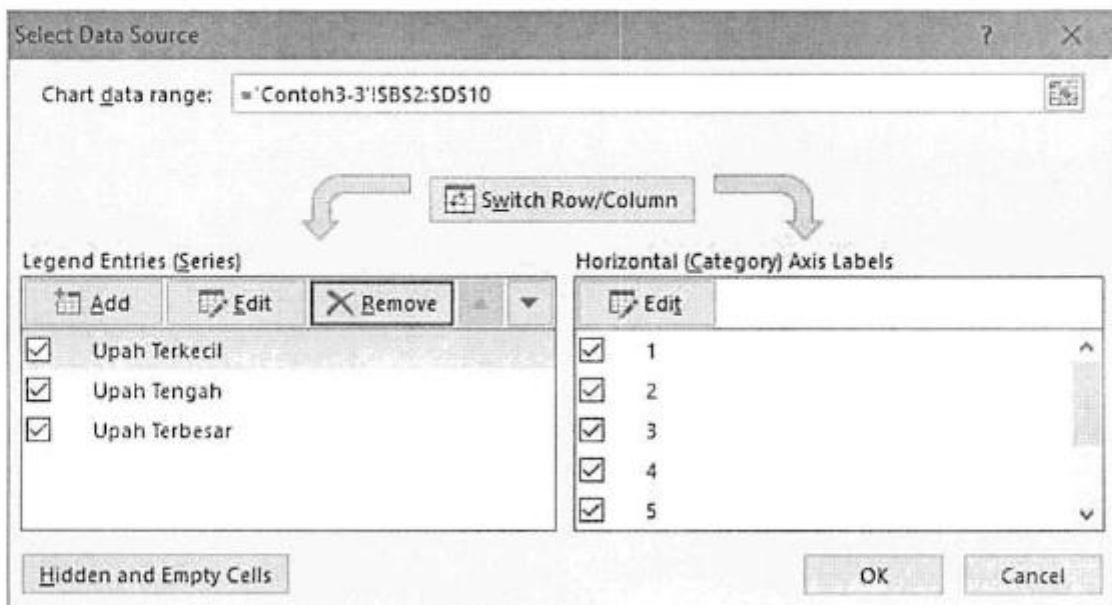 Select Data Source ? ×
Chart data range: ='Contoh3-3'!$B$2:$D$10
Switch Row/Column
Legend Entries (Series)
Add Edit Remove
Upah Terkecil
Upah Tengah
Upah Terbesar
Horizontal (Category) Axis Labels
Edit
1
2
3
4
5
Hidden and Empty Cells
OK Cancel